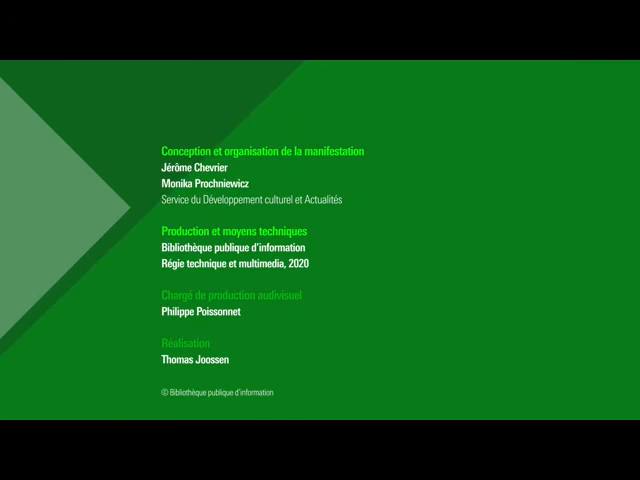 Conception et organisation de la manifestation
Jérôme Chevrier
Monika Prochniewicz
Service du Développement culturel et Actualités
Production et moyens techniques
Bibliothèque publique d'information
Régie technique et multimedia, 2020
Chargé de production audivisuel
Philippe Poissonnet
Réalisation
Thomas Joossen
© Bibliothèque publique d'information